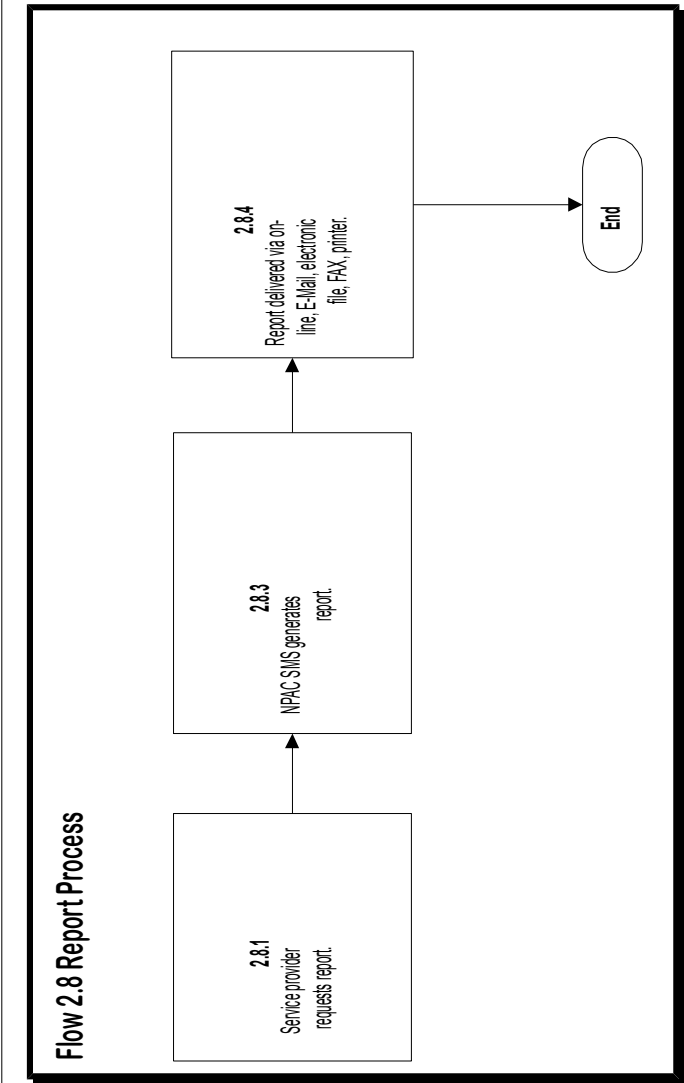 Flow 2.8 Report Process
2.8.1
Service provider
requests report.
2.8.3
NPAC SMS generates
report.
2.8.4
Report delivered via on-
line, E-Mail, electronic
file, FAX, printer.
End